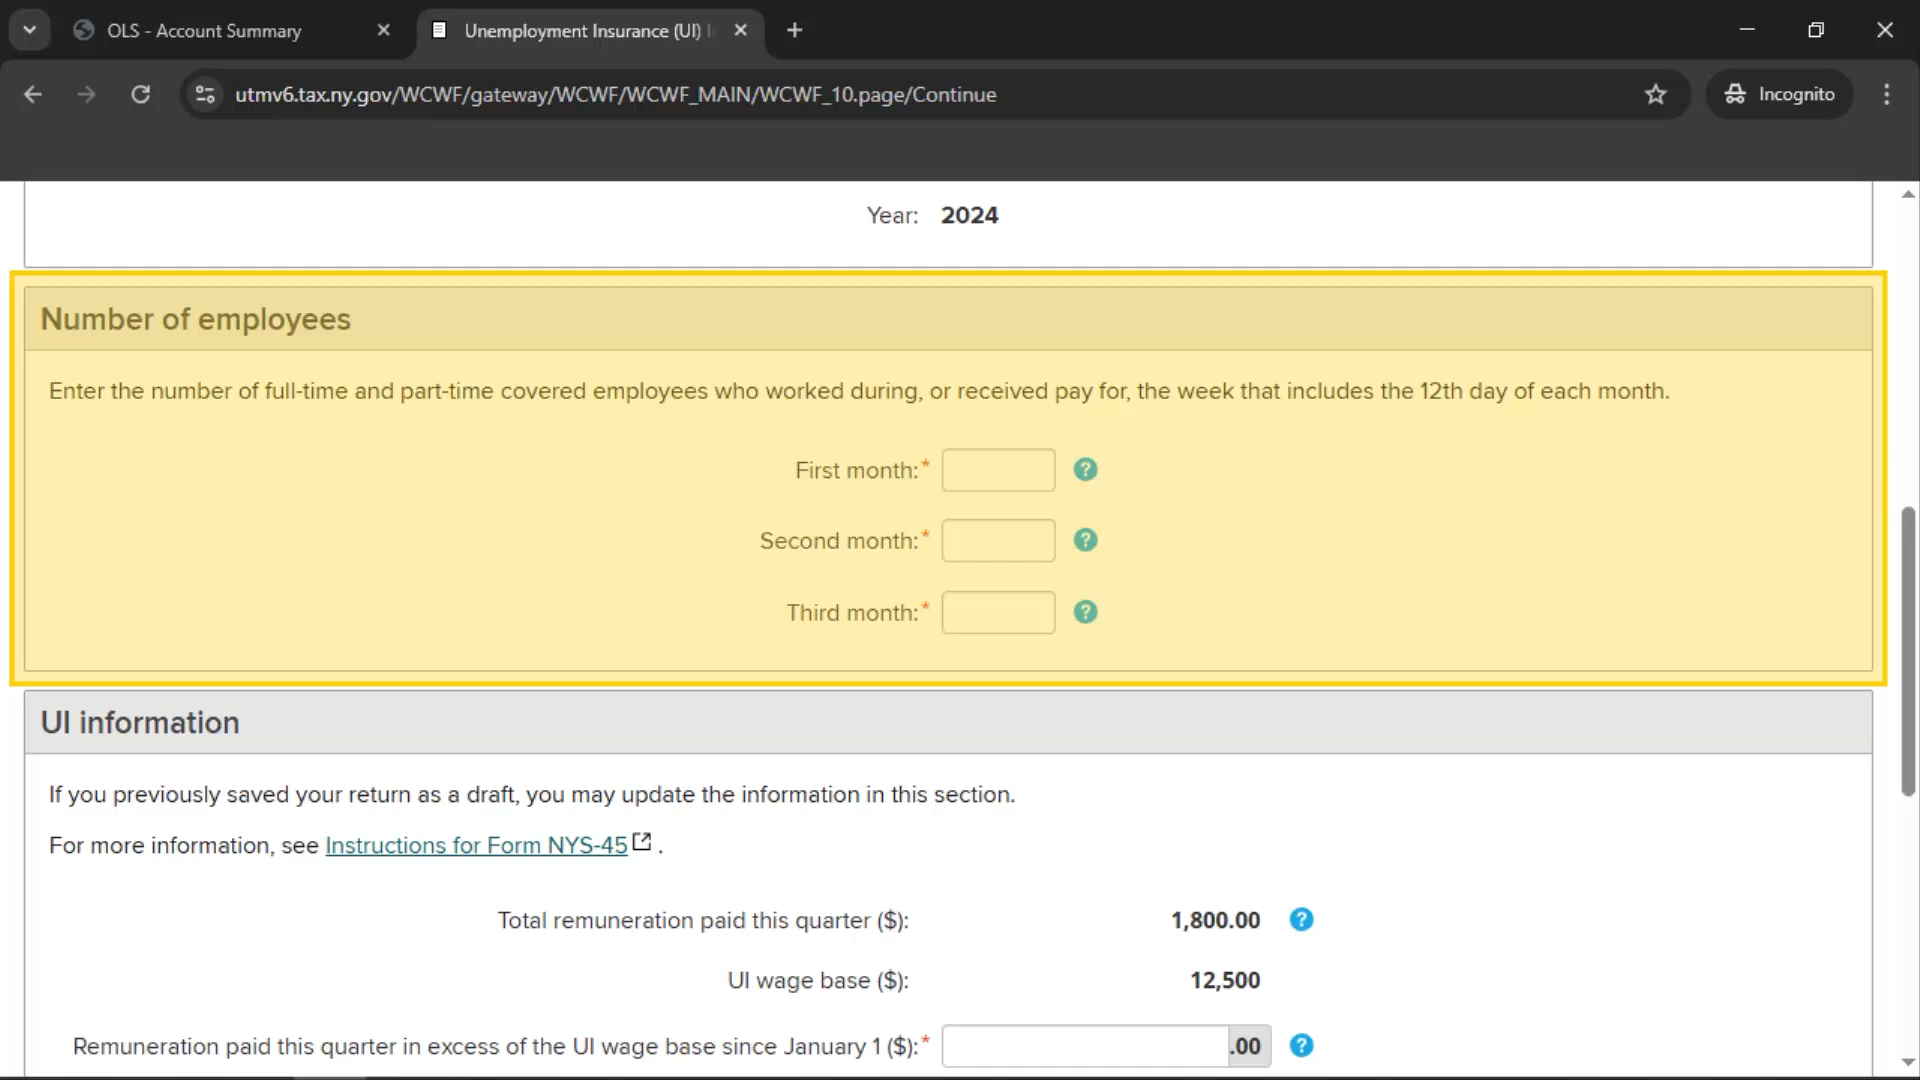 OLS - Account Summary
Unemployment Insurance (UI)
utmv6.tax.ny.gov/WCWF/gateway/WCWF/WCWF_MAIN/WCWF_10.page/Continue
Incognito
Year: 2024
Number of employees
Enter the number of full-time and part-time covered employees who worked during, or received pay for, the week that includes the 12th day of each month.
First month:* ?
Second month:* ?
Third month:* ?
UI information
If you previously saved your return as a draft, you may update the information in this section.
For more information, see Instructions for Form NYS-45 .
Total remuneration paid this quarter ($): 1,800.00 ?
UI wage base ($): 12,500
Remuneration paid this quarter in excess of the UI wage base since January 1 ($):* .00 ?